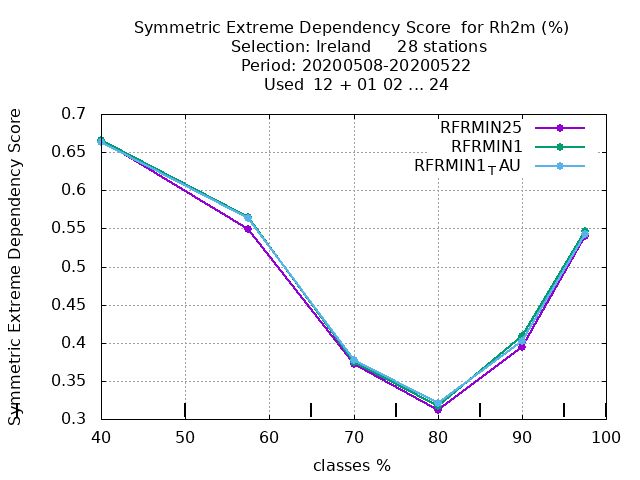 Symmetric Extreme Dependency Score for Rh2m (%)
Selection: Ireland 28 stations
Period: 20200508-20200522
Used 12 + 01 02 ... 24
Symmetric Extreme Dependency Score
0.7
0.65
0.6
0.55
0.5
0.45
0.4
0.35
0.3
RFRMIN25
RFRMIN1
RFRMIN1TAU
40 50 60 70 80 90 100
classes %